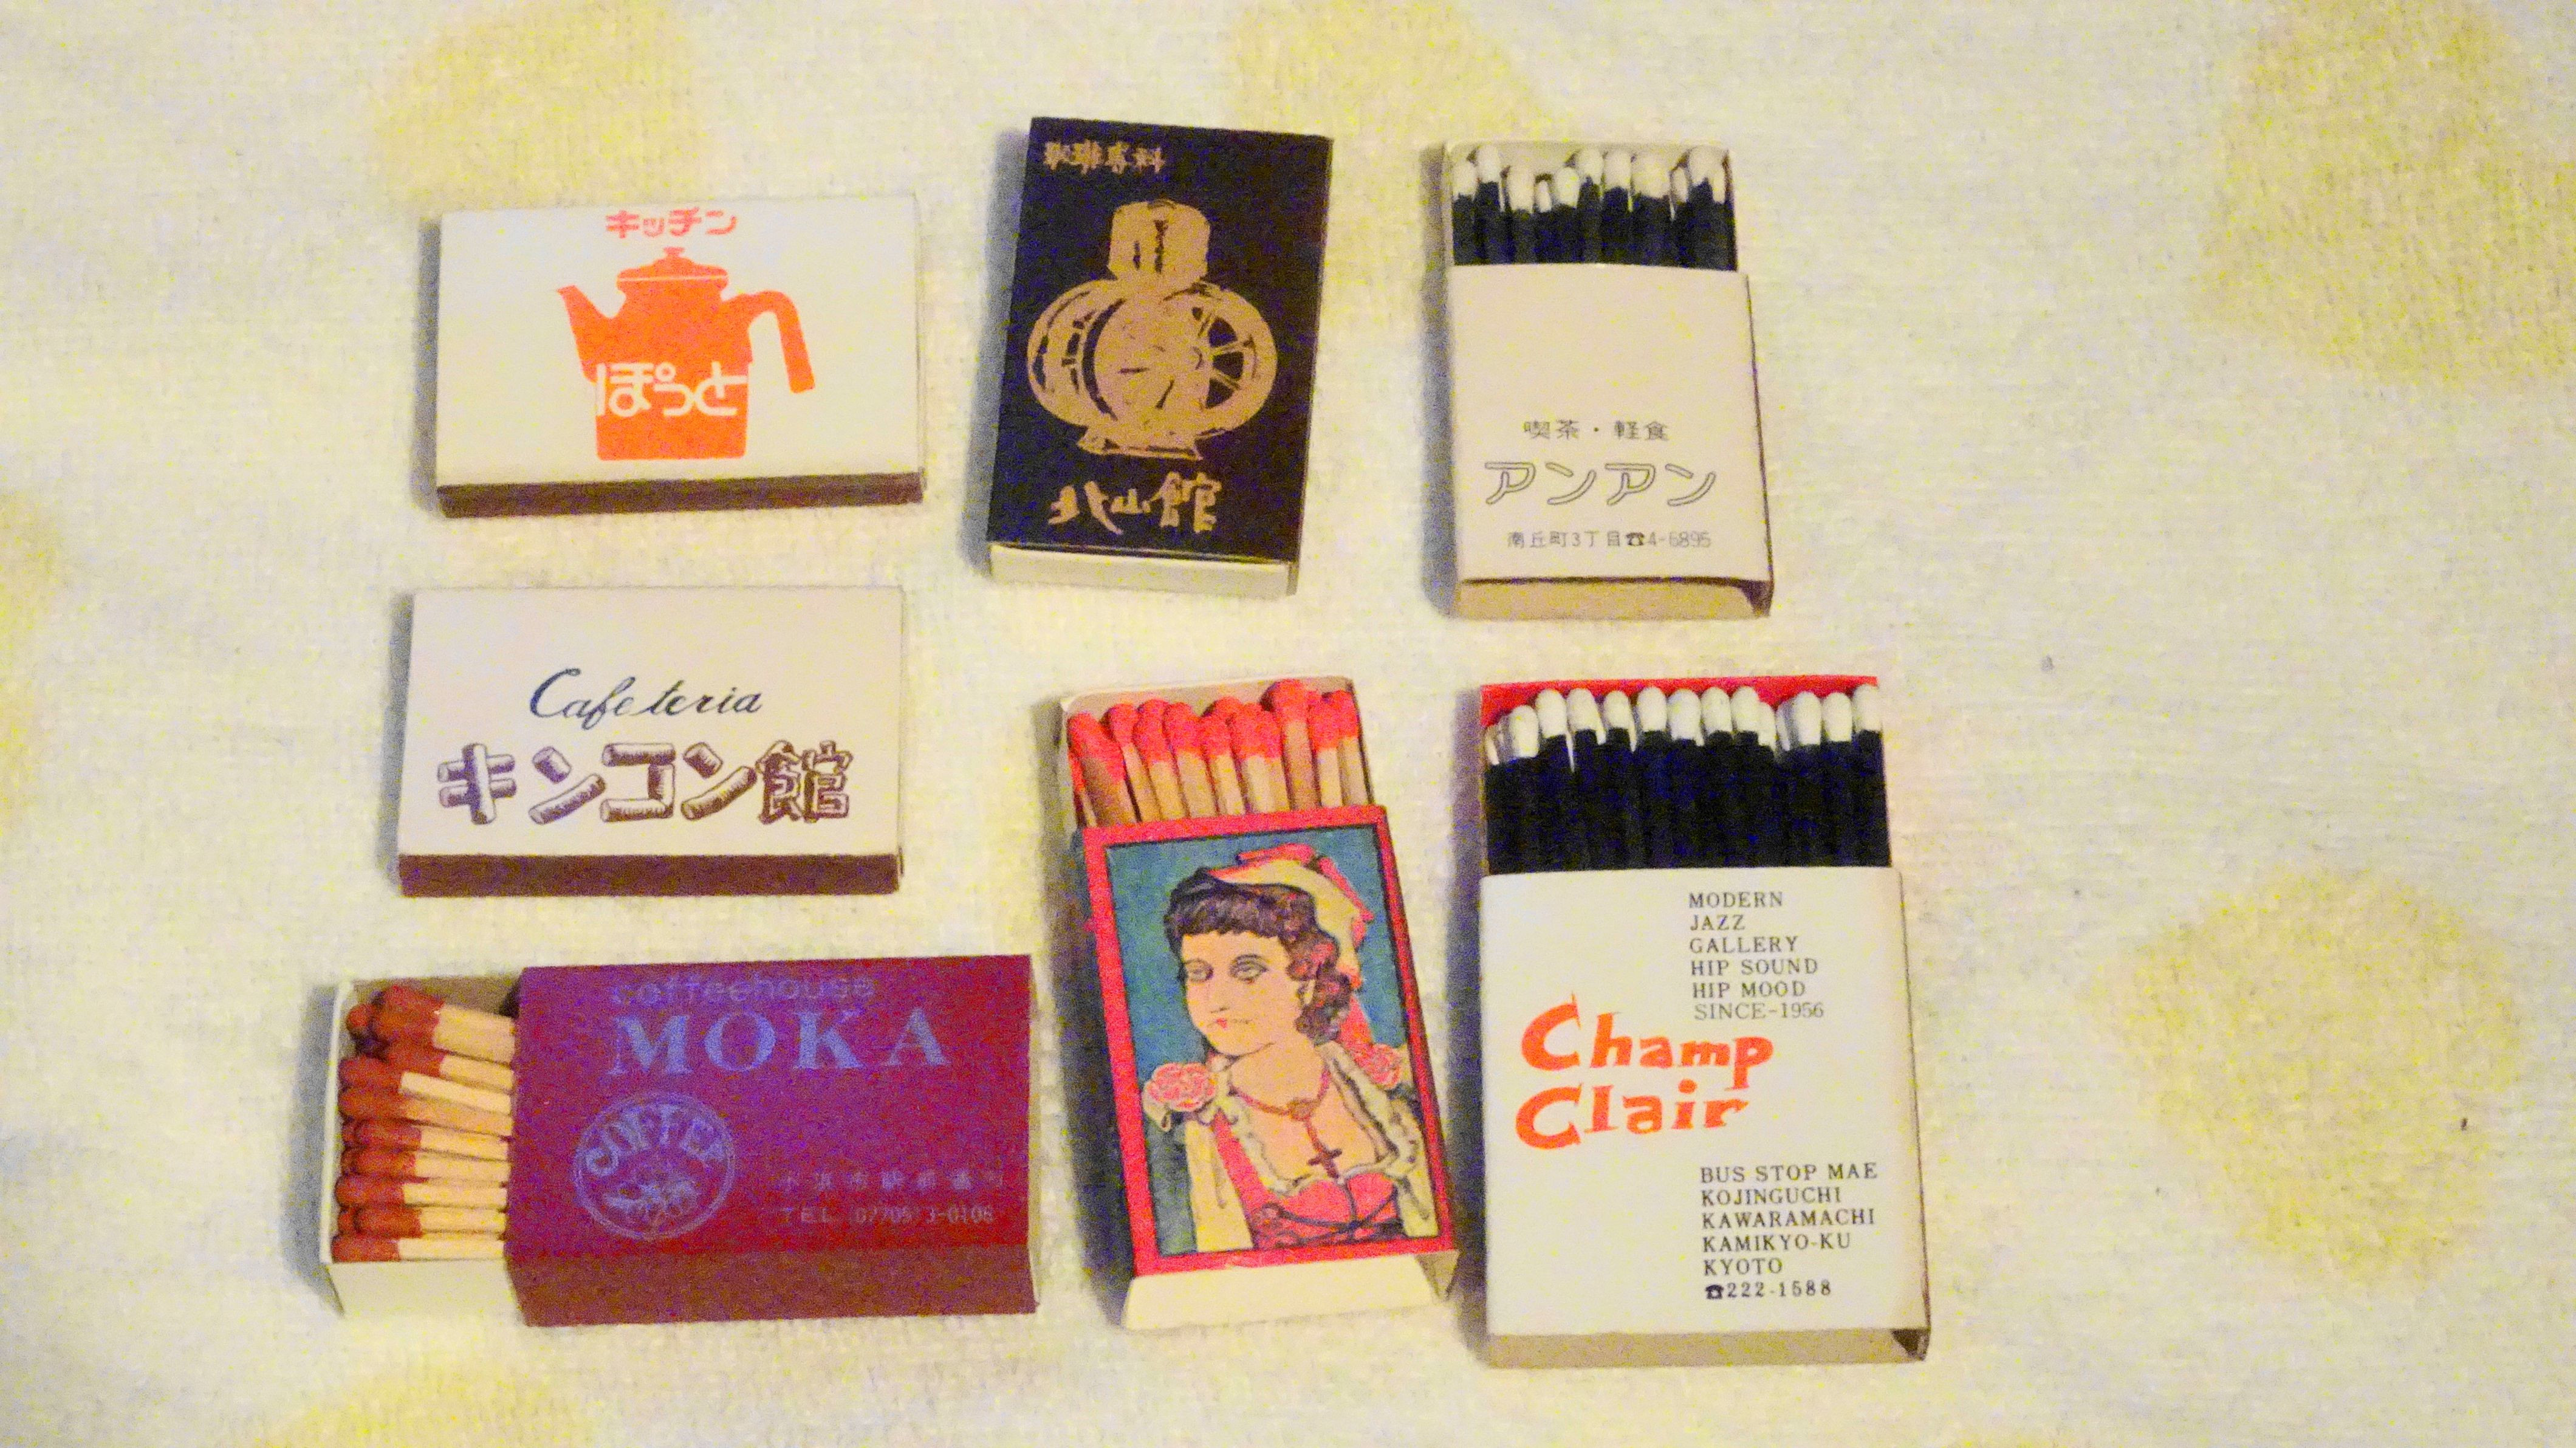 キッチン
ぽっと
珈琲専科
北山館
喫茶・軽食
アンアン
南丘町3丁目☎4-6895
Cafeteria
キンコン館
coffeehouse
MOKA
COFFEE
TEL (07705)3-0108
MODERN
JAZZ
GALLERY
HIP SOUND
HIP MOOD
SINCE-1956
Champ
Clair
BUS STOP MAE
KOJINGUCHI
KAWARAMACHI
KAMIKYO-KU
KYOTO
☎222-1588